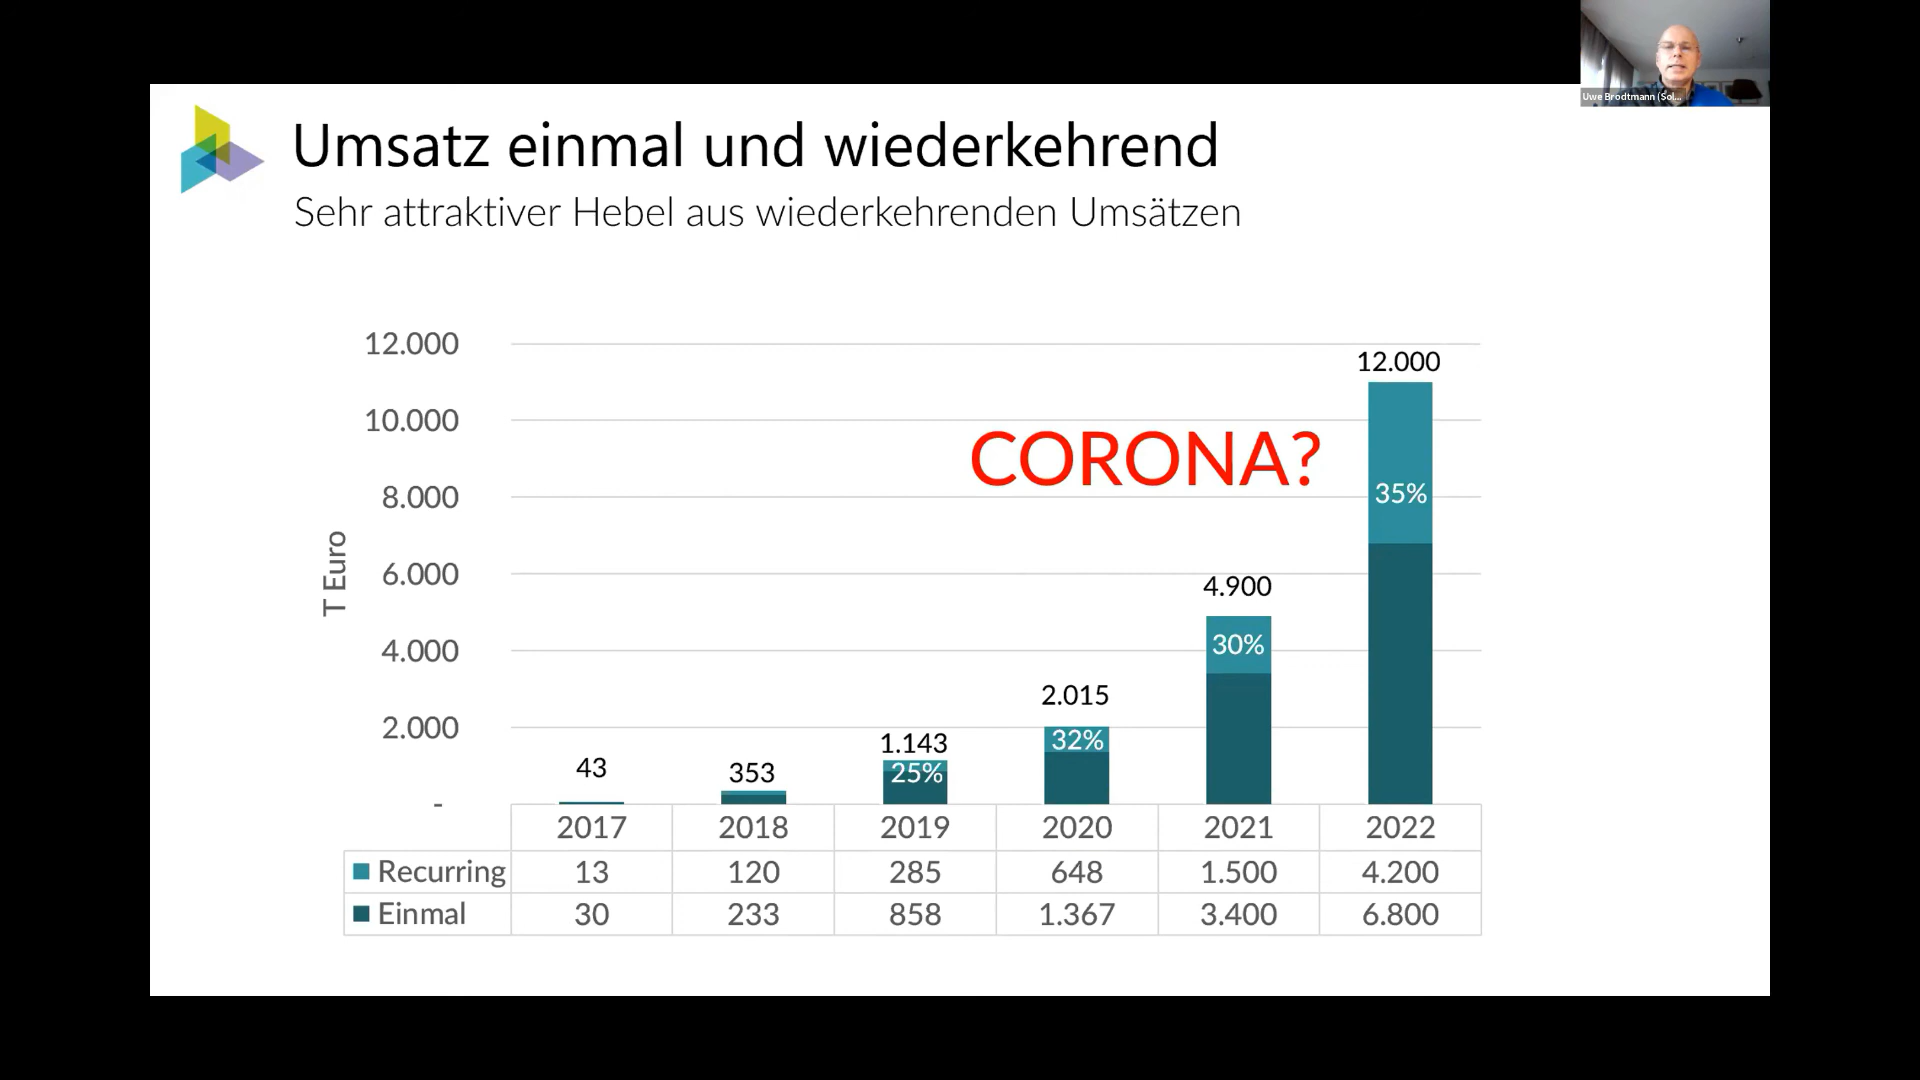 Uwe Brodtmann (Sol...
Umsatz einmal und wiederkehrend
Sehr attraktiver Hebel aus wiederkehrenden Umsätzen
12.000
10.000
8.000
6.000
4.000
2.000
-
T Euro
CORONA?
43
353
1.143
25%
2.015
32%
4.900
30%
12.000
35%
2017 2018 2019 2020 2021 2022
Recurring 13 120 285 648 1.500 4.200
Einmal 30 233 858 1.367 3.400 6.800